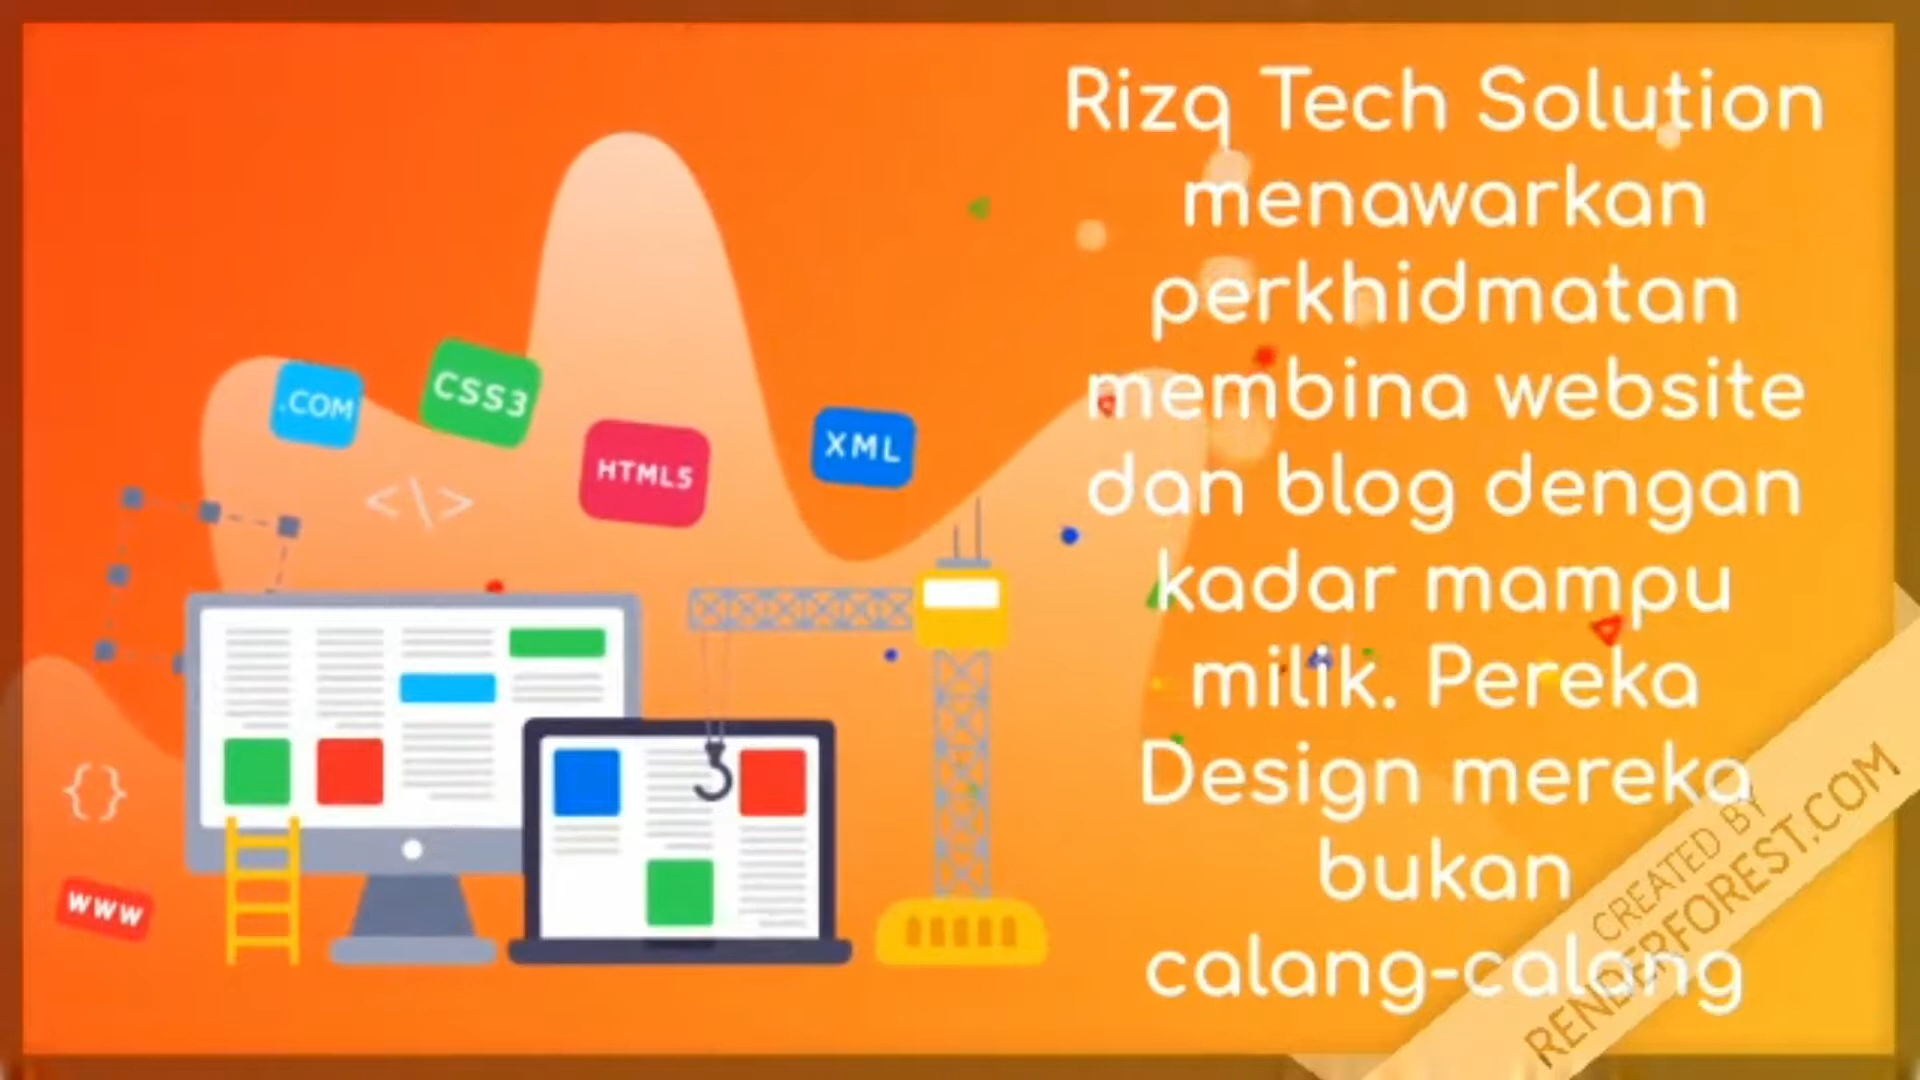 Rizq Tech Solution
menawarkan
perkhidmatan
membina website
dan blog dengan
kadar mampu
milik. Pereka
Design mereka
bukan
calang-calang
.COM
CSS3
HTML5
XML
<\>
{}
WWW
CREATED BY
RENDERFOREST.COM